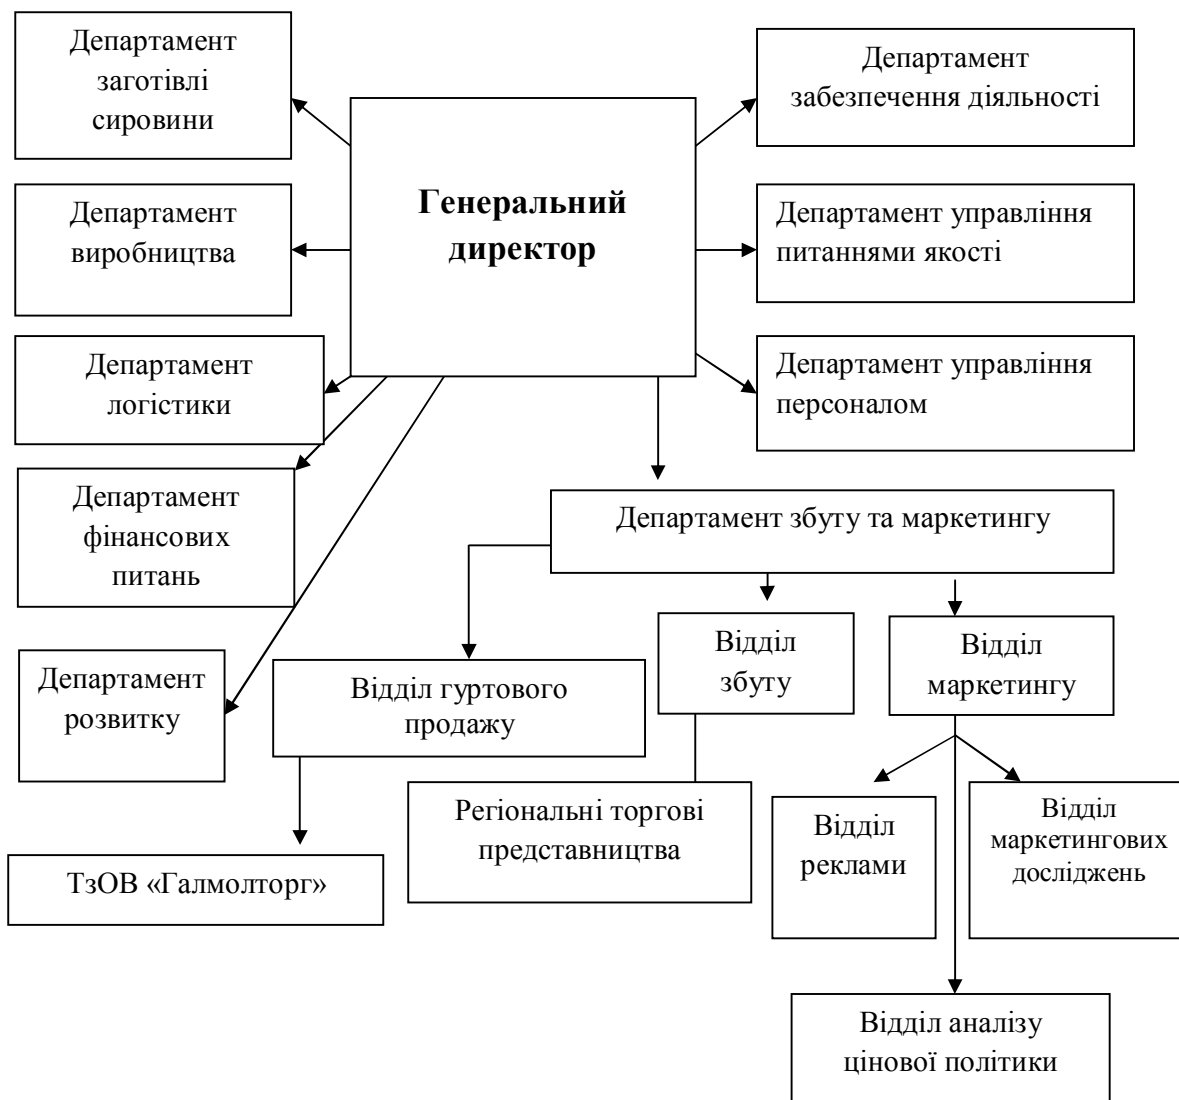 Департамент
заготівлі
сировини
Департамент
забезпечення діяльності
Генеральний
директор
Департамент
виробництва
Департамент управління
питаннями якості
Департамент
логістики
Департамент управління
персоналом
Департамент
фінансових
питань
Департамент збуту та маркетингу
Департамент
розвитку
Відділ гуртового
продажу
Відділ
збуту
Відділ
маркетингу
ТзОВ «Галмолторг»
Регіональні торгові
представництва
Відділ
реклами
Відділ
маркетингових
досліджень
Відділ аналізу
цінової політики